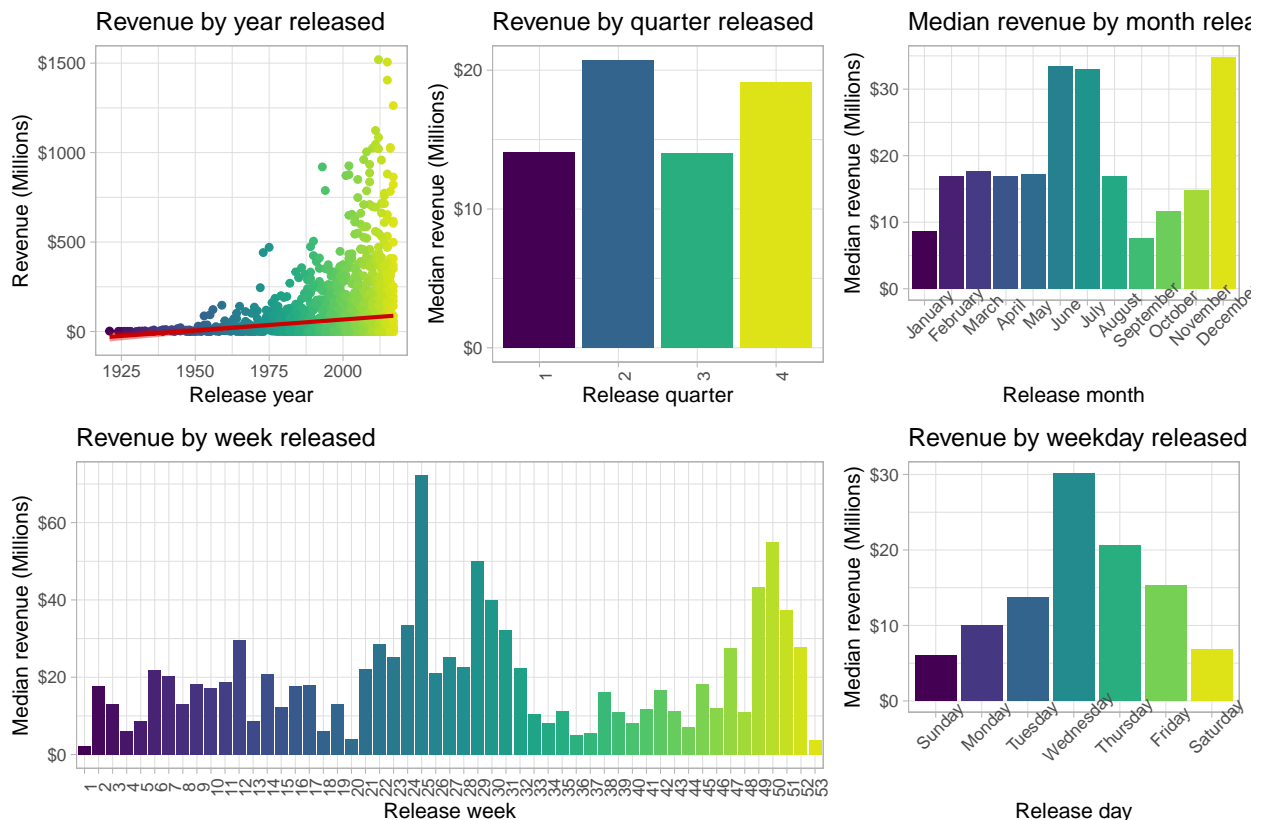 Revenue by year released
Revenue (Millions)
$1500
$1000
$500
$0
1925 1950 1975 2000
Release year
Revenue by quarter released
Median revenue (Millions)
$20
$10
$0
1 2 3 4
Release quarter
Median revenue by month relea
Median revenue (Millions)
$30
$20
$10
$0
January February March April May June July August September October November December
Release month
Revenue by week released
Median revenue (Millions)
$60
$40
$20
$0
1 2 3 4 5 6 7 8 9 10 11 12 13 14 15 16 17 18 19 20 21 22 23 24 25 26 27 28 29 30 31 32 33 34 35 36 37 38 39 40 41 42 43 44 45 46 47 48 49 50 51 52 53
Release week
Revenue by weekday released
Median revenue (Millions)
$30
$20
$10
$0
Sunday Monday Tuesday Wednesday Thursday Friday Saturday
Release day